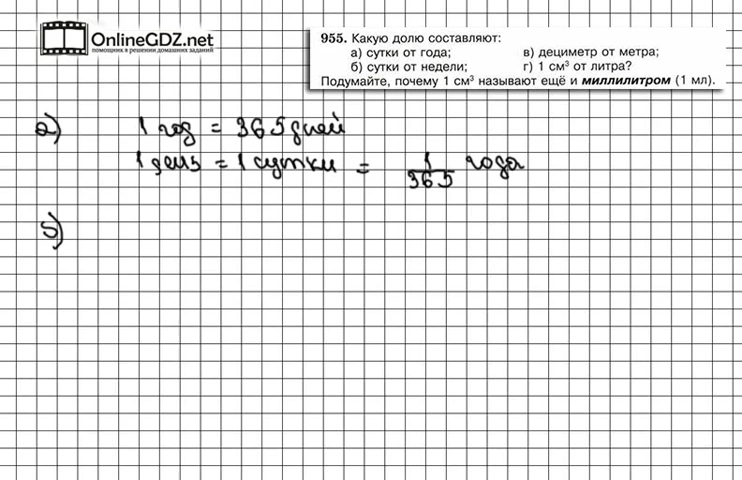 OnlineGDZ.net
помощник в решении домашних заданий
955. Какую долю составляют:
а) сутки от года;
б) сутки от недели;
в) дециметр от метра;
г) 1 см³ от литра?
Подумайте, почему 1 см³ называют ещё и миллилитром (1 мл).
а) 1 год = 365 дней
1 день = 1 сутки = 1/365 года
б)